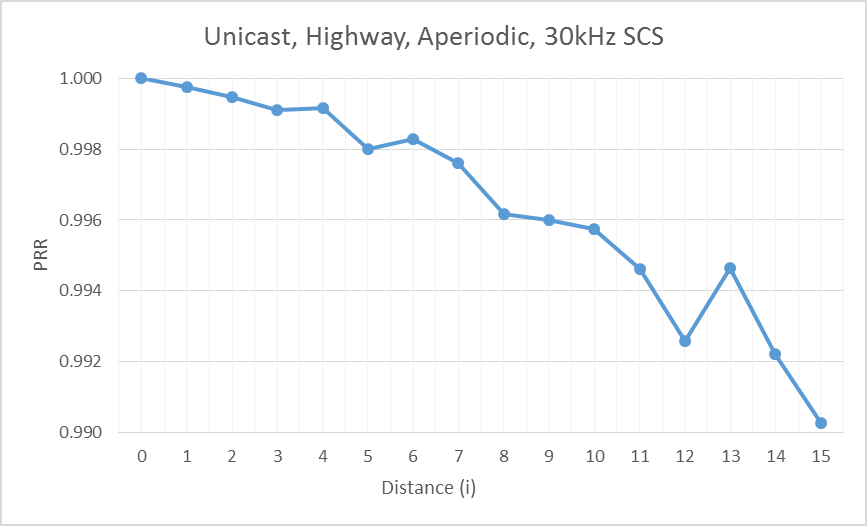 Unicast, Highway, Aperiodic, 30kHz SCS
1.000
0.998
0.996
0.994
0.992
0.990
PRR
0 1 2 3 4 5 6 7 8 9 10 11 12 13 14 15
Distance (i)